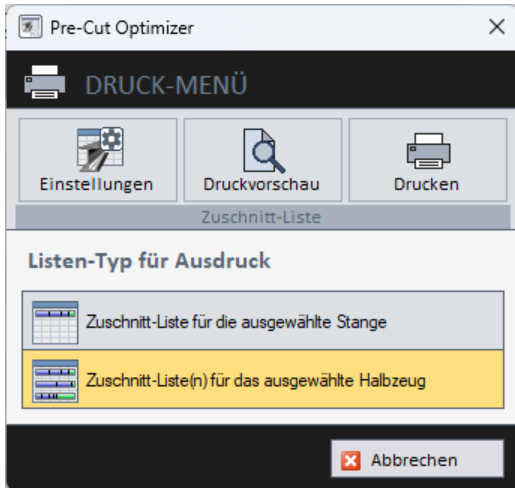 Pre-Cut Optimizer
DRUCK-MENÜ
Einstellungen
Druckvorschau
Drucken
Zuschnitt-Liste
Listen-Typ für Ausdruck
Zuschnitt-Liste für die ausgewählte Stange
Zuschnitt-Liste(n) für das ausgewählte Halbzeug
Abbrechen